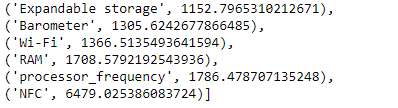 ('Expandable storage', 1152.7965310212671),
('Barometer', 1305.6242677866485),
('Wi-Fi', 1366.5135493641594),
('RAM', 1708.5792192543936),
('processor_frequency', 1786.478707135248),
('NFC', 6479.025386083724)]